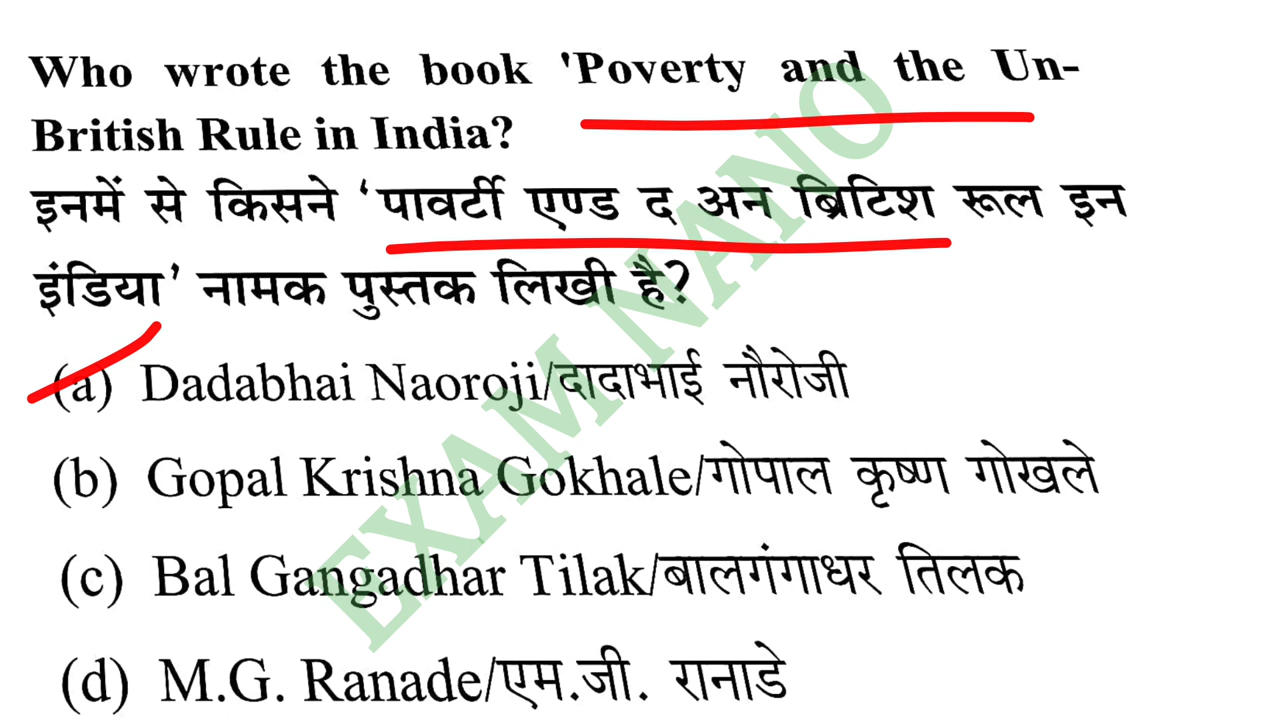 Who wrote the book 'Poverty and the Un-
British Rule in India?
इनमें से किसने ‘पावर्टी एण्ड द अन ब्रिटिश रूल इन
इंडिया’ नामक पुस्तक लिखी है?
(a) Dadabhai Naoroji/दादाभाई नौरोजी
(b) Gopal Krishna Gokhale/गोपाल कृष्ण गोखले
(c) Bal Gangadhar Tilak/बालगंगाधर तिलक
(d) M.G. Ranade/एम.जी. रानाडे
EXAM NANO